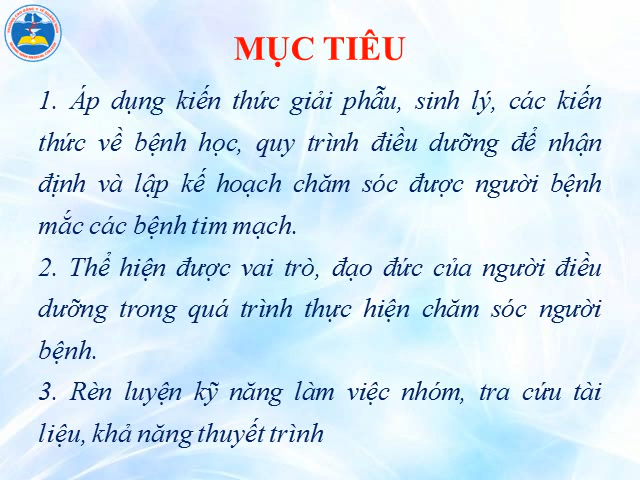 MỤC TIÊU
1. Áp dụng kiến thức giải phẫu, sinh lý, các kiến
thức về bệnh học, quy trình điều dưỡng để nhận
định và lập kế hoạch chăm sóc được người bệnh
mắc các bệnh tim mạch.
2. Thể hiện được vai trò, đạo đức của người điều
dưỡng trong quá trình thực hiện chăm sóc người
bệnh.
3. Rèn luyện kỹ năng làm việc nhóm, tra cứu tài
liệu, khả năng thuyết trình